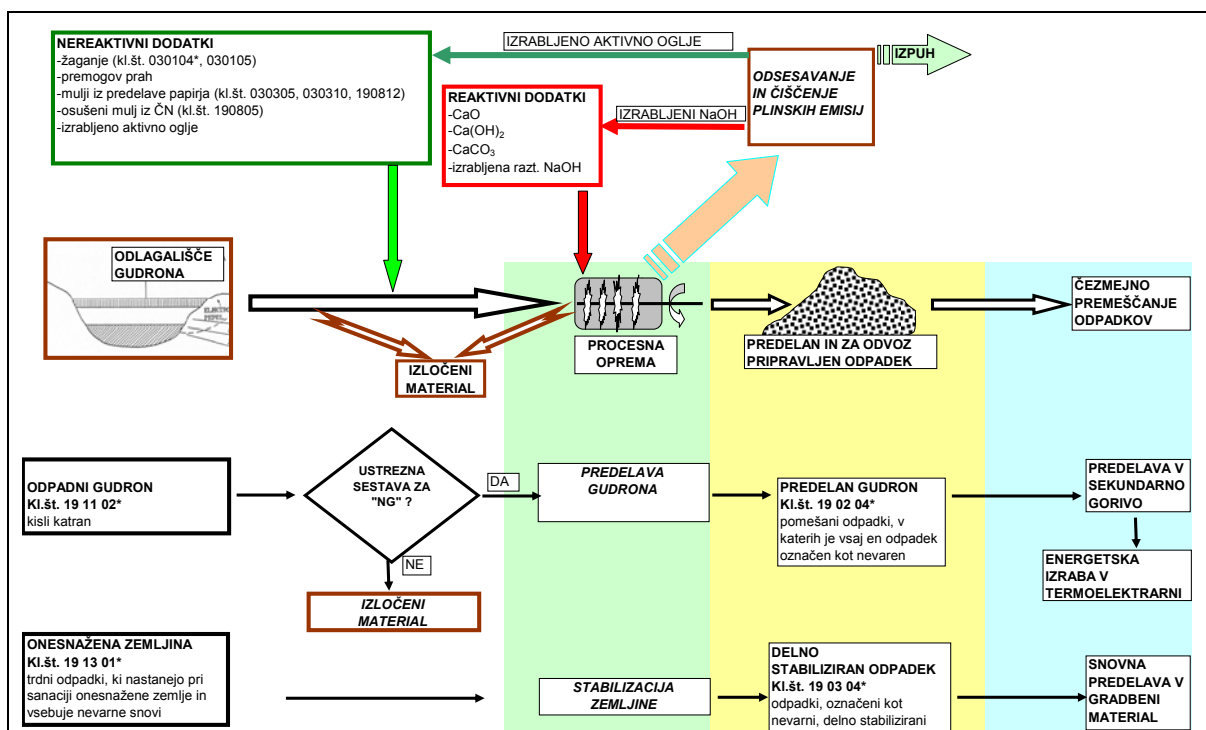 NEREAKTIVNI DODATKI
-žaganje (kl.št. 030104*, 030105)
-premogov prah
-mulji iz predelave papirja (kl.št. 030305, 030310, 190812)
-osušeni mulj iz ČN (kl.št. 190805)
-izrabljeno aktivno oglje
IZRABLJENO AKTIVNO OGLJE
ODSESAVANJE
IN ČIŠČENJE
PLINSKIH EMISIJ
IZPUH
REAKTIVNI DODATKI
-CaO
-Ca(OH)2
-CaCO3
-izrabljena razt. NaOH
IZRABLJENI NaOH
ODLAGALIŠČE
GUDRONA
IZLOČENI
MATERIAL
PROCESNA
OPREMA
PREDELAN IN ZA ODVOZ
PRIPRAVLJEN ODPADEK
ČEZMEJNO
PREMEŠČANJE
ODPADKOV
ODPADNI GUDRON
Kl.št. 19 11 02*
kisli katran
USTREZNA
SESTAVA ZA
"NG" ?
DA
NE
IZLOČENI
MATERIAL
PREDELAVA
GUDRONA
PREDELAN GUDRON
Kl.št. 19 02 04*
pomešani odpadki, v
katerih je vsaj en odpadek
označen kot nevaren
PREDELAVA V
SEKUNDARNO
GORIVO
ENERGETSKA
IZRABA V
TERMOELEKTRARNI
ONESNAŽENA ZEMLJINA
Kl.št. 19 13 01*
trdni odpadki, ki nastanejo pri
sanaciji onesnažene zemlje in
vsebuje nevarne snovi
STABILIZACIJA
ZEMLJINE
DELNO
STABILIZIRAN ODPADEK
Kl.št. 19 03 04*
odpadki, označeni kot
nevarni, delno stabilizirani
SNOVNA
PREDELAVA V
GRADBENI
MATERIAL